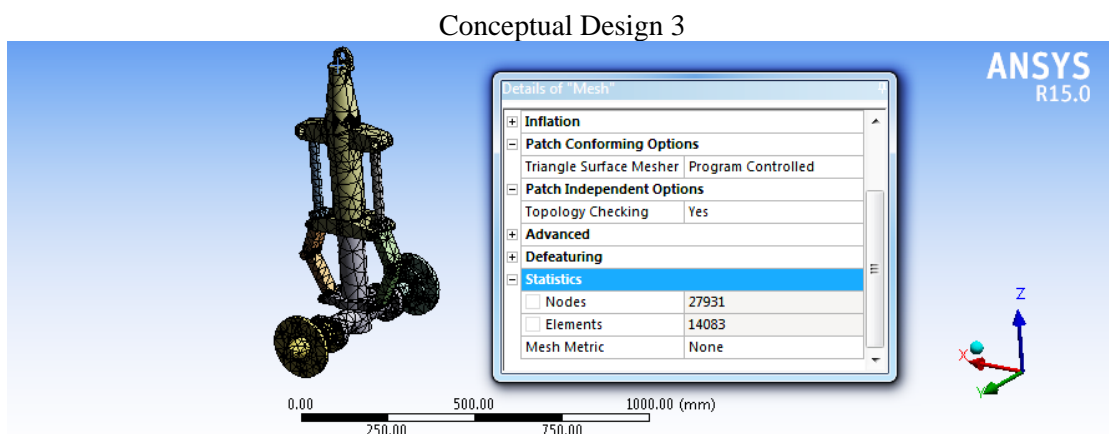 Conceptual Design 3
ANSYS
R15.0
Details of "Mesh"
Inflation
Patch Conforming Options
Triangle Surface Mesher Program Controlled
Patch Independent Options
Topology Checking Yes
Advanced
Defeaturing
Statistics
Nodes 27931
Elements 14083
Mesh Metric None
Z
X
Y
0.00 500.00 1000.00 (mm)
250.00 750.00